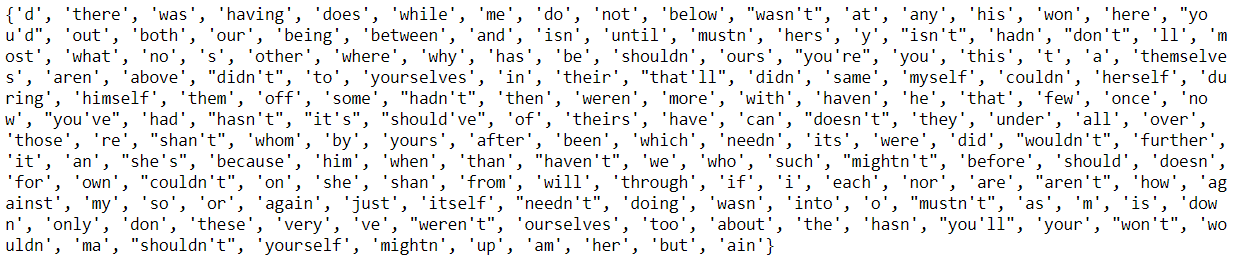 {'d', 'there', 'was', 'having', 'does', 'while', 'me', 'do', 'not', 'below', "wasn't", 'at', 'any', 'his', 'won', 'here', "yo
u'd", 'out', 'both', 'our', 'being', 'between', 'and', 'isn', 'until', 'mustn', 'hers', 'y', "isn't", 'hadn', "don't", 'll', 'm
ost', 'what', 'no', 's', 'other', 'where', 'why', 'has', 'be', 'shouldn', 'ours', "you're", 'you', 'this', 't', 'a', 'themselve
s', 'aren', 'above', "didn't", 'to', 'yourselves', 'in', 'their', "that'll", 'didn', 'same', 'myself', 'couldn', 'herself', 'du
ring', 'himself', 'them', 'off', 'some', "hadn't", 'then', 'weren', 'more', 'with', 'haven', 'he', 'that', 'few', 'once', 'no
w', "you've", 'had', "hasn't", "it's", "should've", 'of', 'theirs', 'have', 'can', "doesn't", 'they', 'under', 'all', 'over',
'those', 're', "shan't", 'whom', 'by', 'yours', 'after', 'been', 'which', 'needn', 'its', 'were', 'did', "wouldn't", 'further',
'it', 'an', "she's", 'because', 'him', 'when', 'than', "haven't", 'we', 'who', 'such', "mightn't", 'before', 'should', 'doesn',
'for', 'own', "couldn't", 'on', 'she', 'shan', 'from', 'will', 'through', 'if', 'i', 'each', 'nor', 'are', "aren't", 'how', 'ag
ainst', 'my', 'so', 'or', 'again', 'just', 'itself', "needn't", 'doing', 'wasn', 'into', 'o', "mustn't", 'as', 'm', 'is', 'dow
n', 'only', 'don', 'these', 'very', 've', "weren't", 'ourselves', 'too', 'about', 'the', 'hasn', "you'll", 'your', "won't", 'wo
uldn', 'ma', "shouldn't", 'yourself', 'mightn', 'up', 'am', 'her', 'but', 'ain'}